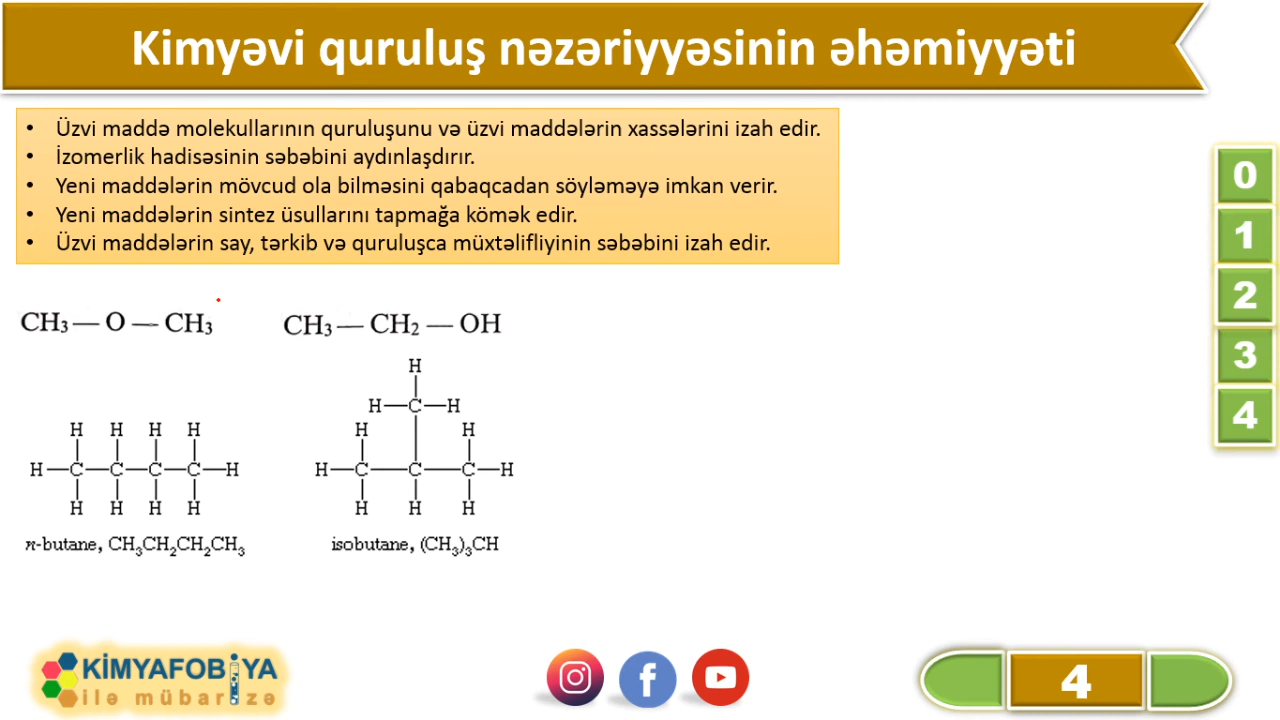 Kimyəvi quruluş nəzəriyyəsinin əhəmiyyəti
• Üzvi maddə molekullarının quruluşunu və üzvi maddələrin xassələrini izah edir.
• İzomerlik hadisəsinin səbəbini aydınlaşdırır.
• Yeni maddələrin mövcud ola bilməsini qabaqcadan söyləməyə imkan verir.
• Yeni maddələrin sintez üsullarını tapmağa kömək edir.
• Üzvi maddələrin say, tərkib və quruluşca müxtəlifliyinin səbəbini izah edir.
0
1
2
3
4
CH₃ — O — CH₃
CH₃ — CH₂ — OH
H H H H
H—C—C—C—C—H
H H H H
n-butane, CH₃CH₂CH₂CH₃
H
H—C—H
H H
H—C—C—C—H
H H H
isobutane, (CH₃)₃CH
KİMYAFOBİYA
ilə mübarizə
4